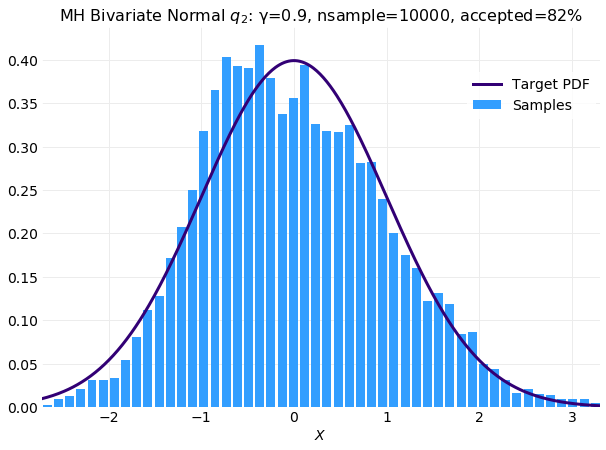 MH Bivariate Normal q₂: γ=0.9, nsample=10000, accepted=82%
0.40
0.35
0.30
0.25
0.20
0.15
0.10
0.05
0.00
Target PDF
Samples
−2 −1 0 1 2 3
X